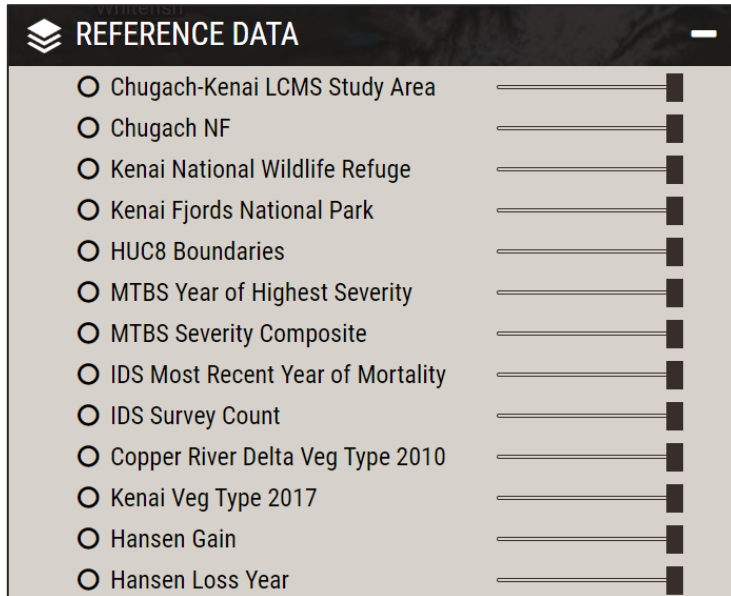 Whitefish
REFERENCE DATA
Chugach-Kenai LCMS Study Area
Chugach NF
Kenai National Wildlife Refuge
Kenai Fjords National Park
HUC8 Boundaries
MTBS Year of Highest Severity
MTBS Severity Composite
IDS Most Recent Year of Mortality
IDS Survey Count
Copper River Delta Veg Type 2010
Kenai Veg Type 2017
Hansen Gain
Hansen Loss Year